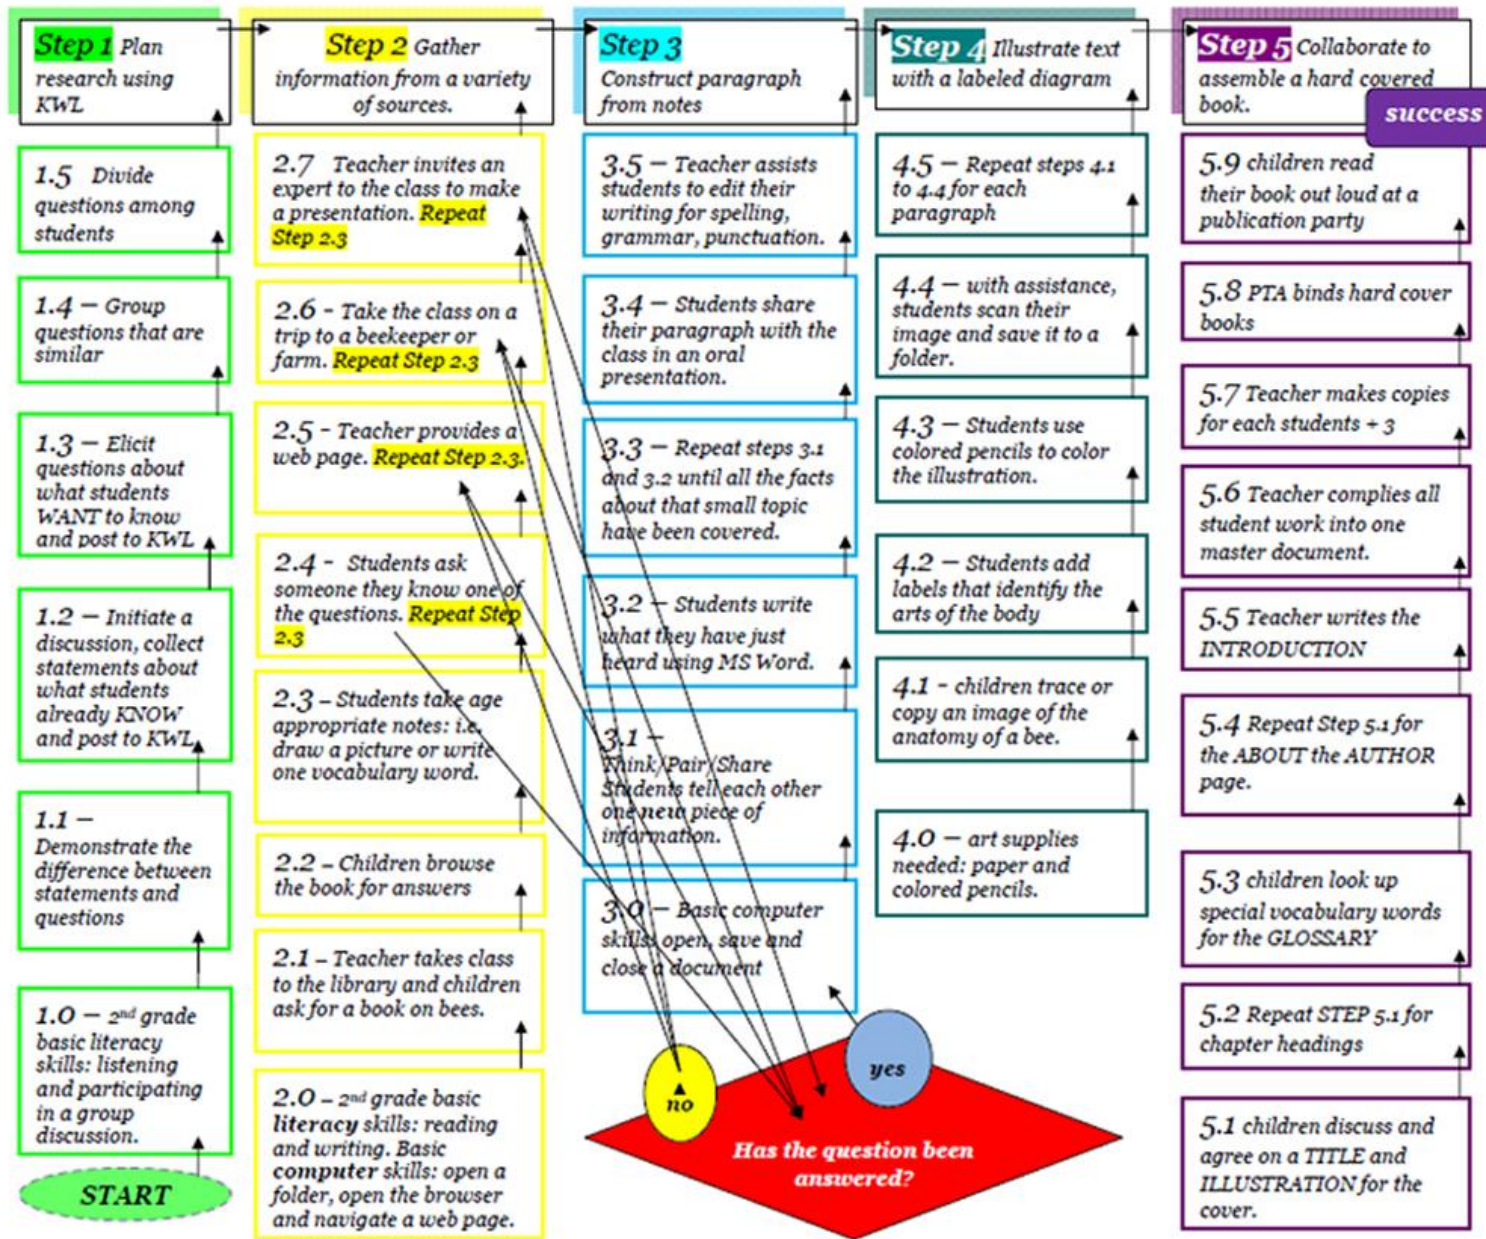 Step 1 Plan
research using
KWL
1.5 Divide
questions among
students
1.4 – Group
questions that are
similar
1.3 – Elicit
questions about
what students
WANT to know
and post to KWL
1.2 – Initiate a
discussion, collect
statements about
what students
already KNOW
and post to KWL
1.1 –
Demonstrate the
difference between
statements and
questions
1.0 – 2nd grade
basic literacy
skills: listening
and participating
in a group
discussion.
START
Step 2 Gather
information from a variety
of sources.
2.7 Teacher invites an
expert to the class to make
a presentation. Repeat
Step 2.3
2.6 - Take the class on a
trip to a beekeeper or
farm. Repeat Step 2.3
2.5 - Teacher provides a
web page. Repeat Step 2.3.
2.4 - Students ask
someone they know one of
the questions. Repeat Step
2.3
2.3 – Students take age
appropriate notes: i.e.
draw a picture or write
one vocabulary word.
2.2 – Children browse
the book for answers
2.1 – Teacher takes class
to the library and children
ask for a book on bees.
2.0 – 2nd grade basic
literacy skills: reading
and writing. Basic
computer skills: open a
folder, open the browser
and navigate a web page.
Step 3
Construct paragraph
from notes
3.5 – Teacher assists
students to edit their
writing for spelling,
grammar, punctuation.
3.4 – Students share
their paragraph with the
class in an oral
presentation.
3.3 – Repeat steps 3.1
and 3.2 until all the facts
about that small topic
have been covered.
3.2 – Students write
what they have just
heard using MS Word.
3.1 –
Think/Pair/Share
Students tell each other
one new piece of
information.
3.0 – Basic computer
skills: open, save and
close a document
no
yes
Has the question been
answered?
Step 4 Illustrate text
with a labeled diagram
4.5 – Repeat steps 4.1
to 4.4 for each
paragraph
4.4 – with assistance,
students scan their
image and save it to a
folder.
4.3 – Students use
colored pencils to color
the illustration.
4.2 – Students add
labels that identify the
arts of the body
4.1 - children trace or
copy an image of the
anatomy of a bee.
4.0 – art supplies
needed: paper and
colored pencils.
Step 5 Collaborate to
assemble a hard covered
book.
success
5.9 children read
their book out loud at a
publication party
5.8 PTA binds hard cover
books
5.7 Teacher makes copies
for each students + 3
5.6 Teacher complies all
student work into one
master document.
5.5 Teacher writes the
INTRODUCTION
5.4 Repeat Step 5.1 for
the ABOUT the AUTHOR
page.
5.3 children look up
special vocabulary words
for the GLOSSARY
5.2 Repeat STEP 5.1 for
chapter headings
5.1 children discuss and
agree on a TITLE and
ILLUSTRATION for the
cover.